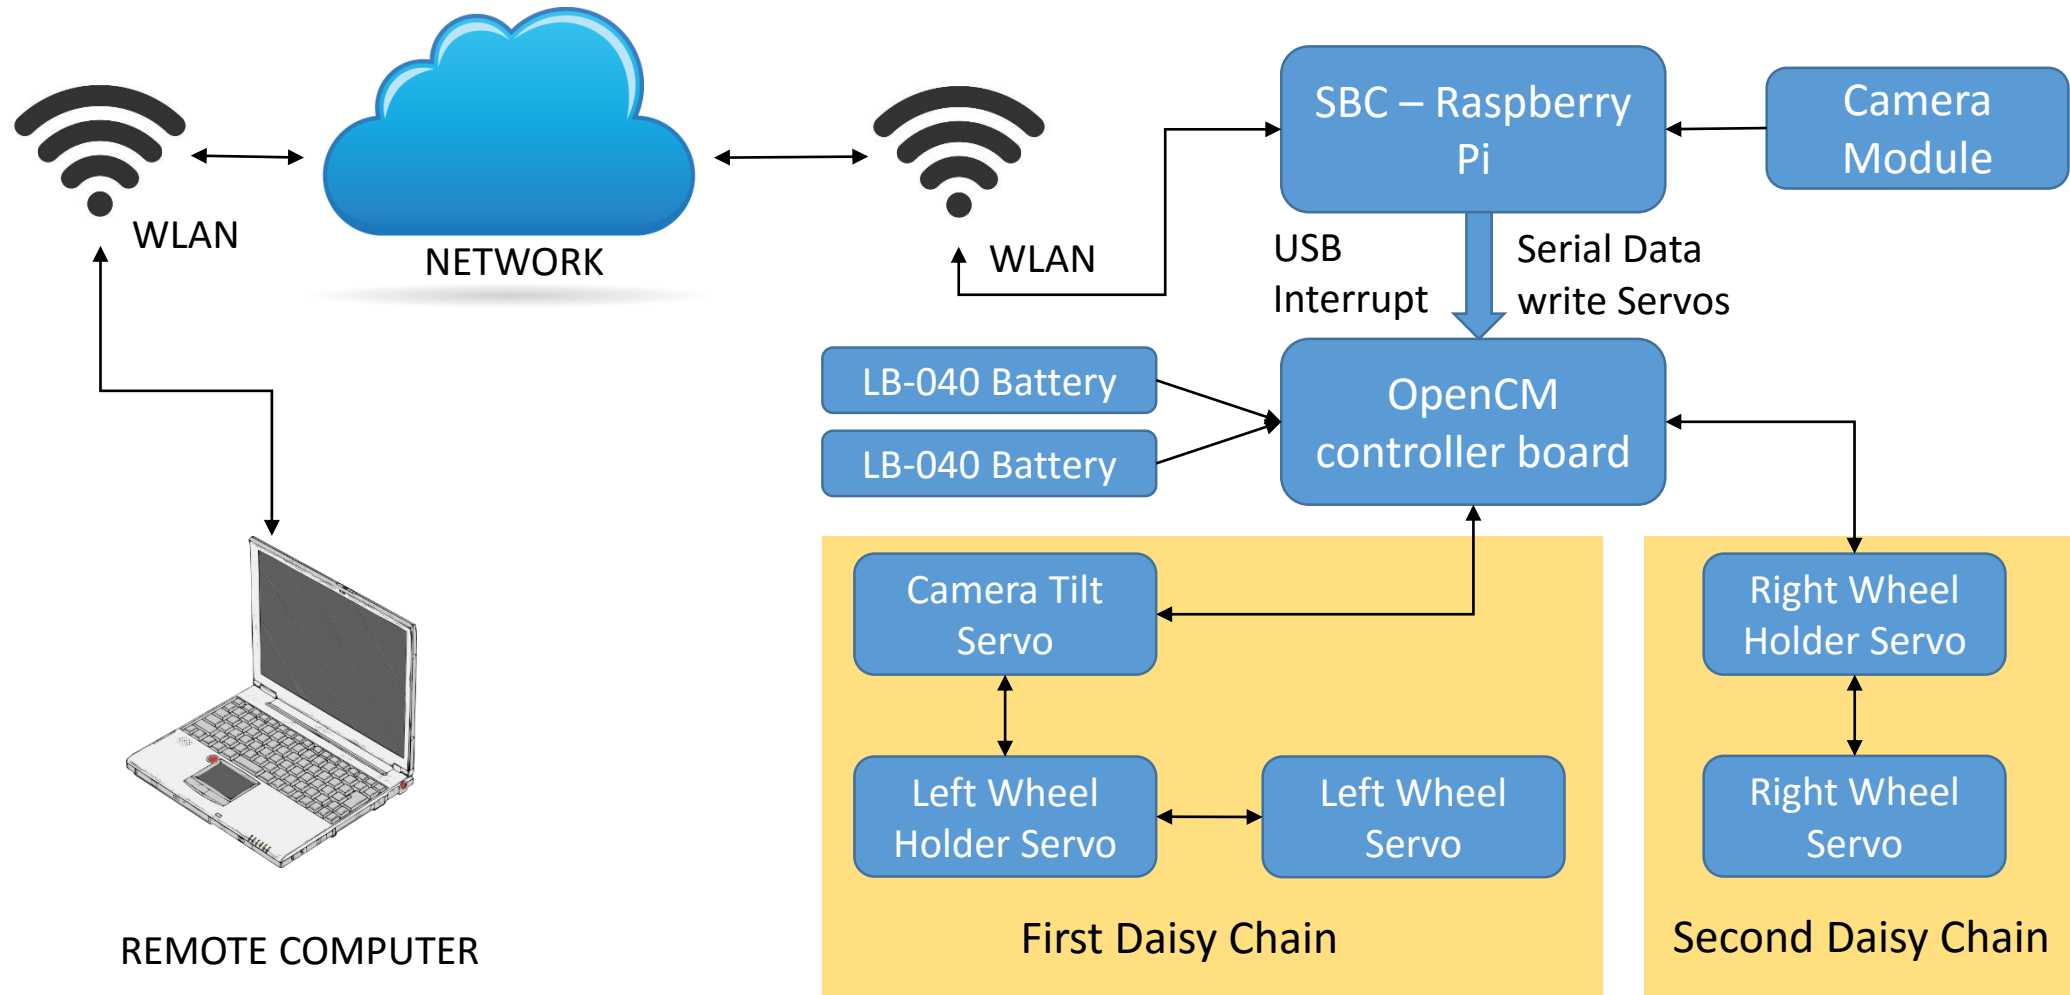 SBC – Raspberry
Pi
Camera
Module
WLAN
NETWORK
WLAN
USB
Interrupt
Serial Data
write Servos
LB-040 Battery
LB-040 Battery
OpenCM
controller board
Camera Tilt
Servo
Right Wheel
Holder Servo
Left Wheel
Holder Servo
Left Wheel
Servo
Right Wheel
Servo
First Daisy Chain
Second Daisy Chain
REMOTE COMPUTER